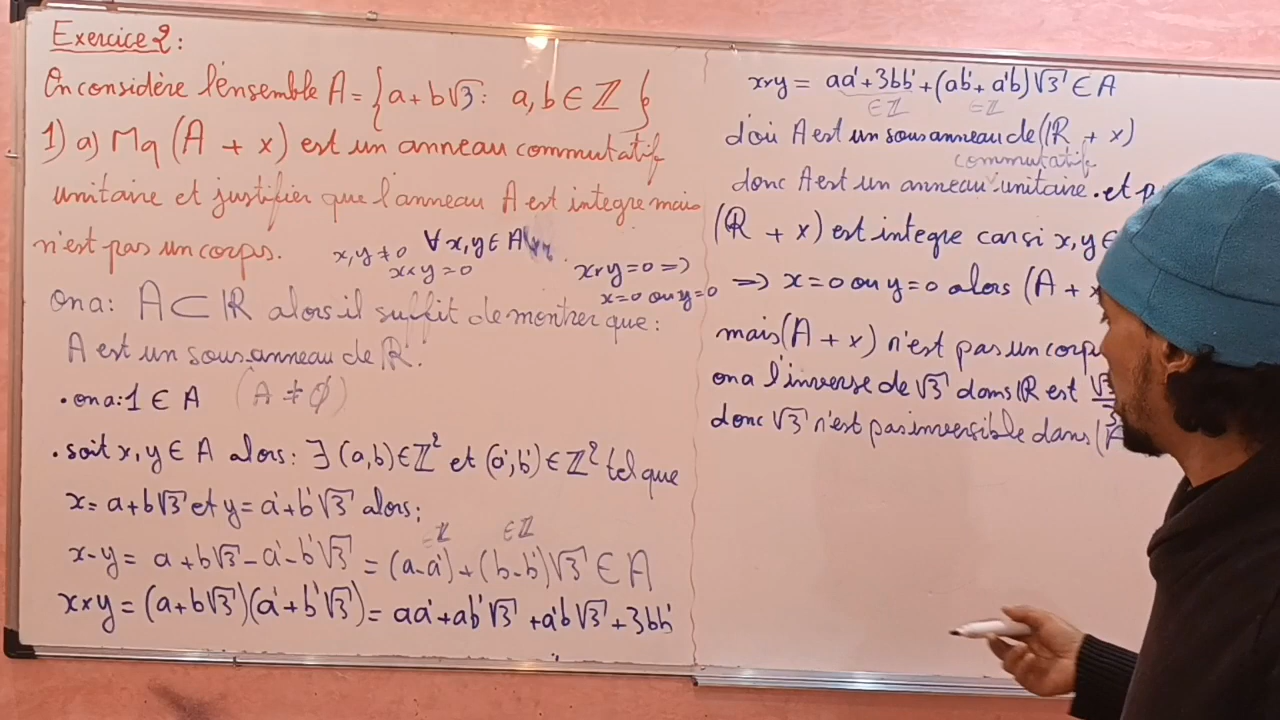 Exercice 2:
On considère l'ensemble A = {a+b√3 : a,b ∈ ℤ}
1) a) Mq (A + x) est un anneau commutatif
unitaire et justifier que l'anneau A est integre mais
n'est pas un corps.
x,y ≠ 0 ∀x,y ∈ A
x×y = 0
x×y = 0 =>
x=0 ou y=0
on a: A ⊂ ℝ alors il suffit de montrer que :
A est un sous anneau de ℝ.
• on a: 1 ∈ A (A ≠ ∅)
• soit x,y ∈ A alors : ∃ (a,b) ∈ ℤ² et (a',b') ∈ ℤ² tel que
x = a+b√3 et y = a'+b'√3 alors:
∈ ℤ ∈ ℤ
x-y = a+b√3 - a' - b'√3 = (a-a') + (b-b')√3 ∈ A
x×y = (a+b√3)(a'+b'√3) = aa'+ab'√3 + a'b√3 + 3bb'
x×y = aa'+3bb' + (ab'+a'b)√3 ∈ A
∈ ℤ ∈ ℤ
d'où A est un sous anneau de (ℝ + x)
commutatif
donc A est un anneau unitaire. et
(ℝ + x) est integre car si x,y ∈
=> x=0 ou y=0 alors (A +
mais (A + x) n'est pas un corps
on a l'inverse de √3 dans ℝ est √3/3
donc √3 n'est pas inversible dans (A